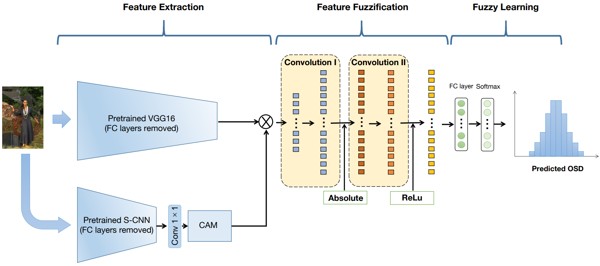 Feature Extraction
Feature Fuzzification
Fuzzy Learning
Convolution I
Convolution II
FC layer
Softmax
Pretrained VGG16
(FC layers removed)
Predicted OSD
Absolute
ReLu
Pretrained S-CNN
(FC layers removed)
Conv 1 × 1
CAM